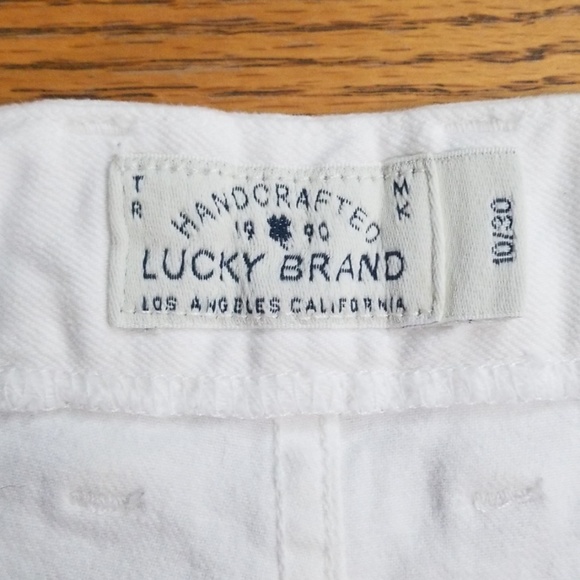 TR MK
HANDCRAFTED
19 90
LUCKY BRAND
LOS ANGELES CALIFORNIA
10/30